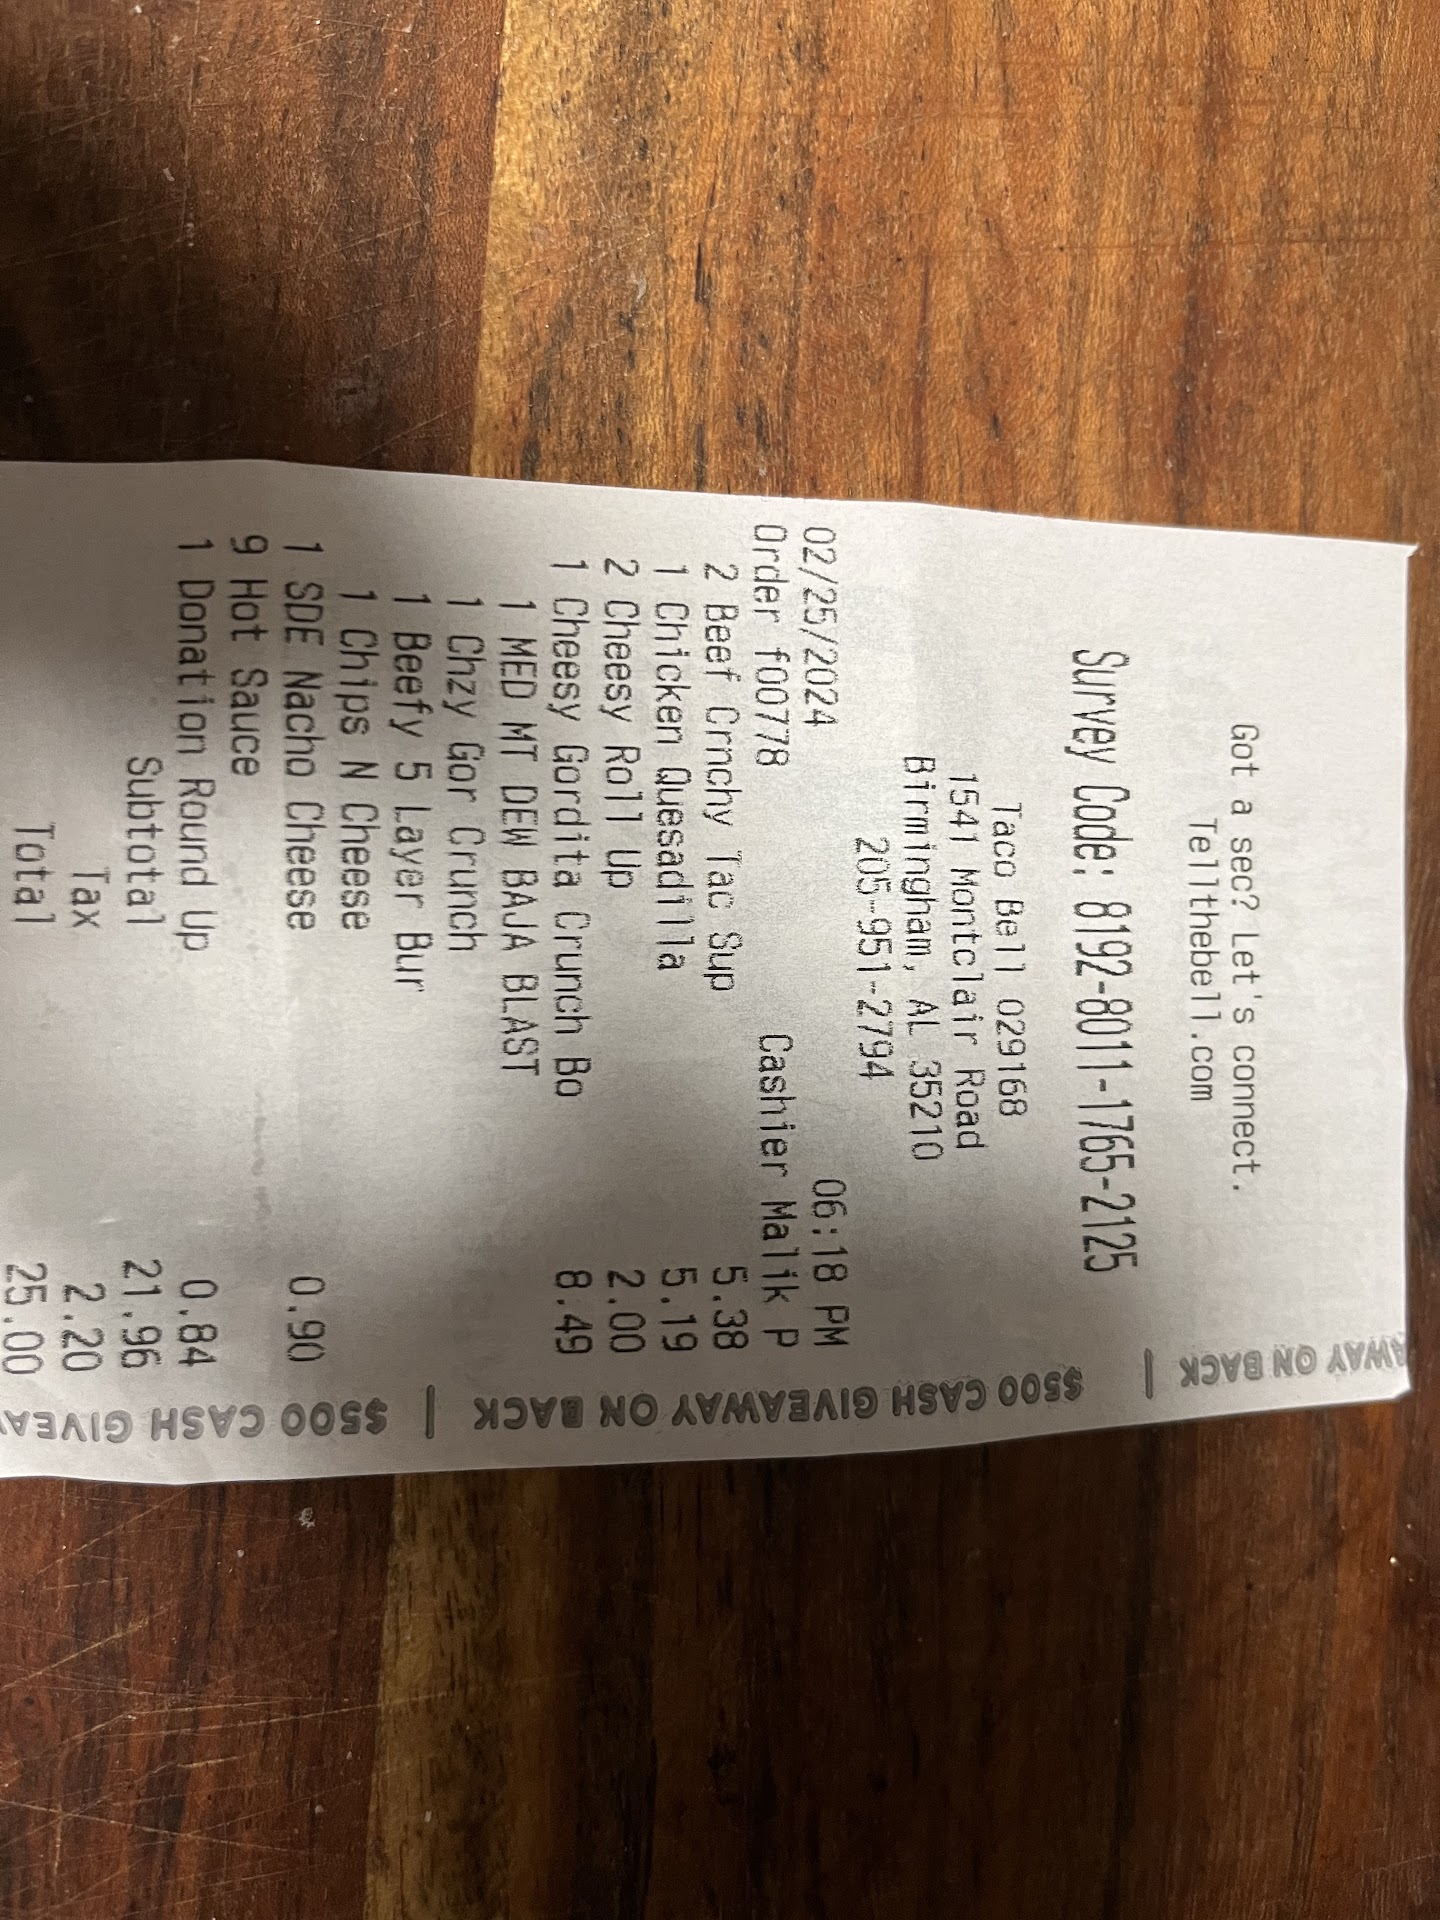 Got a sec? Let's connect.
Tellthebell.com
Survey Code: 8192-8011-1765-2125
Taco Bell 029168
1541 Montclair Road
Birmingham, AL 35210
205-951-2794
02/25/2024 06:18 PM
Order f00778 Cashier Malik P
2 Beef Crnchy Tac Sup 5.38
1 Chicken Quesadilla 5.19
2 Cheesy Roll Up 2.00
1 Cheesy Gordita Crunch Bo 8.49
1 MED MT DEW BAJA BLAST
1 Chzy Gor Crunch
1 Beefy 5 Layer Bur
1 Chips N Cheese
1 SDE Nacho Cheese 0.90
9 Hot Sauce
1 Donation Round Up 0.84
Subtotal 21.96
Tax 2.20
Total 25.00
AWAY ON BACK | $500 CASH GIVEAWAY ON BACK | $500 CASH GIVEA